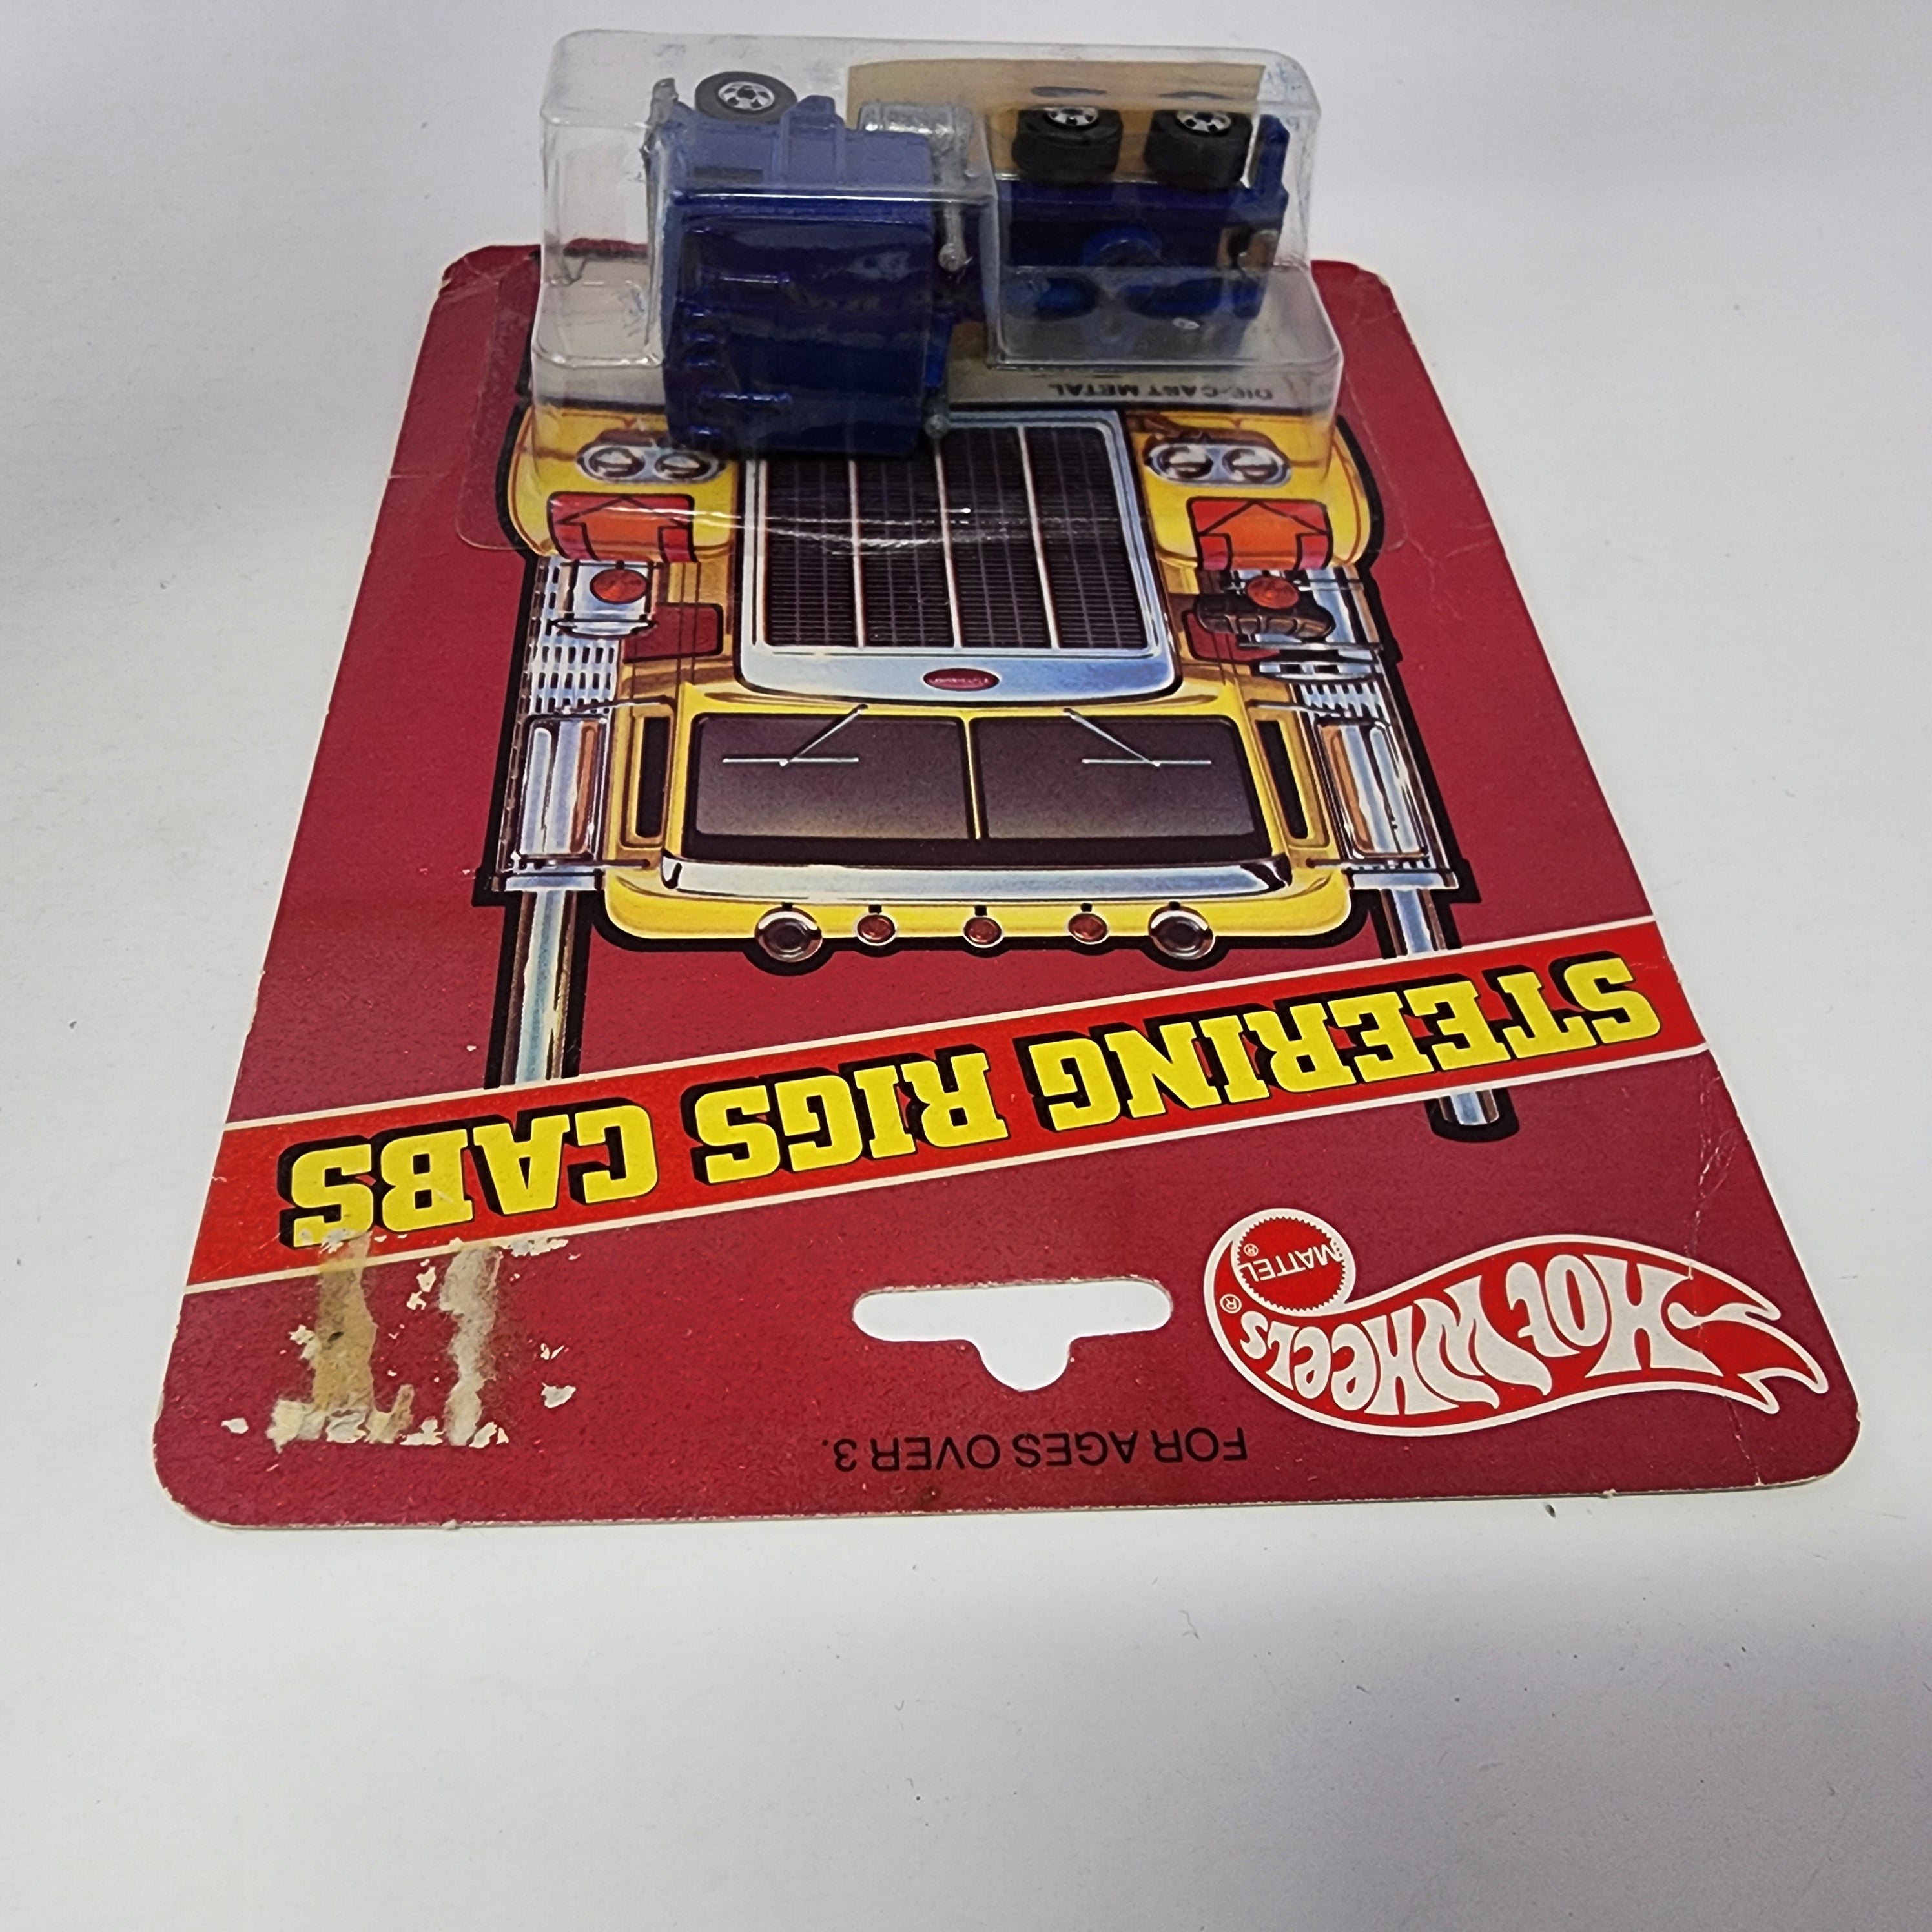 FOR AGES OVER 3.
HOT WHEELS®
MATTEL®
STEERING RIGS CABS
DIE-CAST METAL